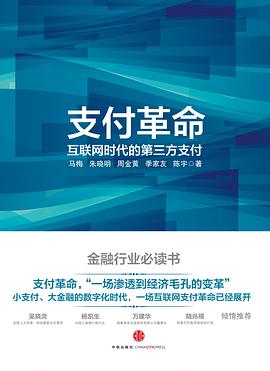 支付革命
互联网时代的第三方支付
马梅 朱晓明 周金黄 季家友 陈宇◎著
金融行业必读书
支付革命,“一场渗透到经济毛孔的变革”
小支付、大金融的数字化时代,一场互联网支付革命已经展开
吴晓灵 杨凯生 万建华 陆兆禧 倾情推荐
中信出版社·CHINA CITIC PRESS